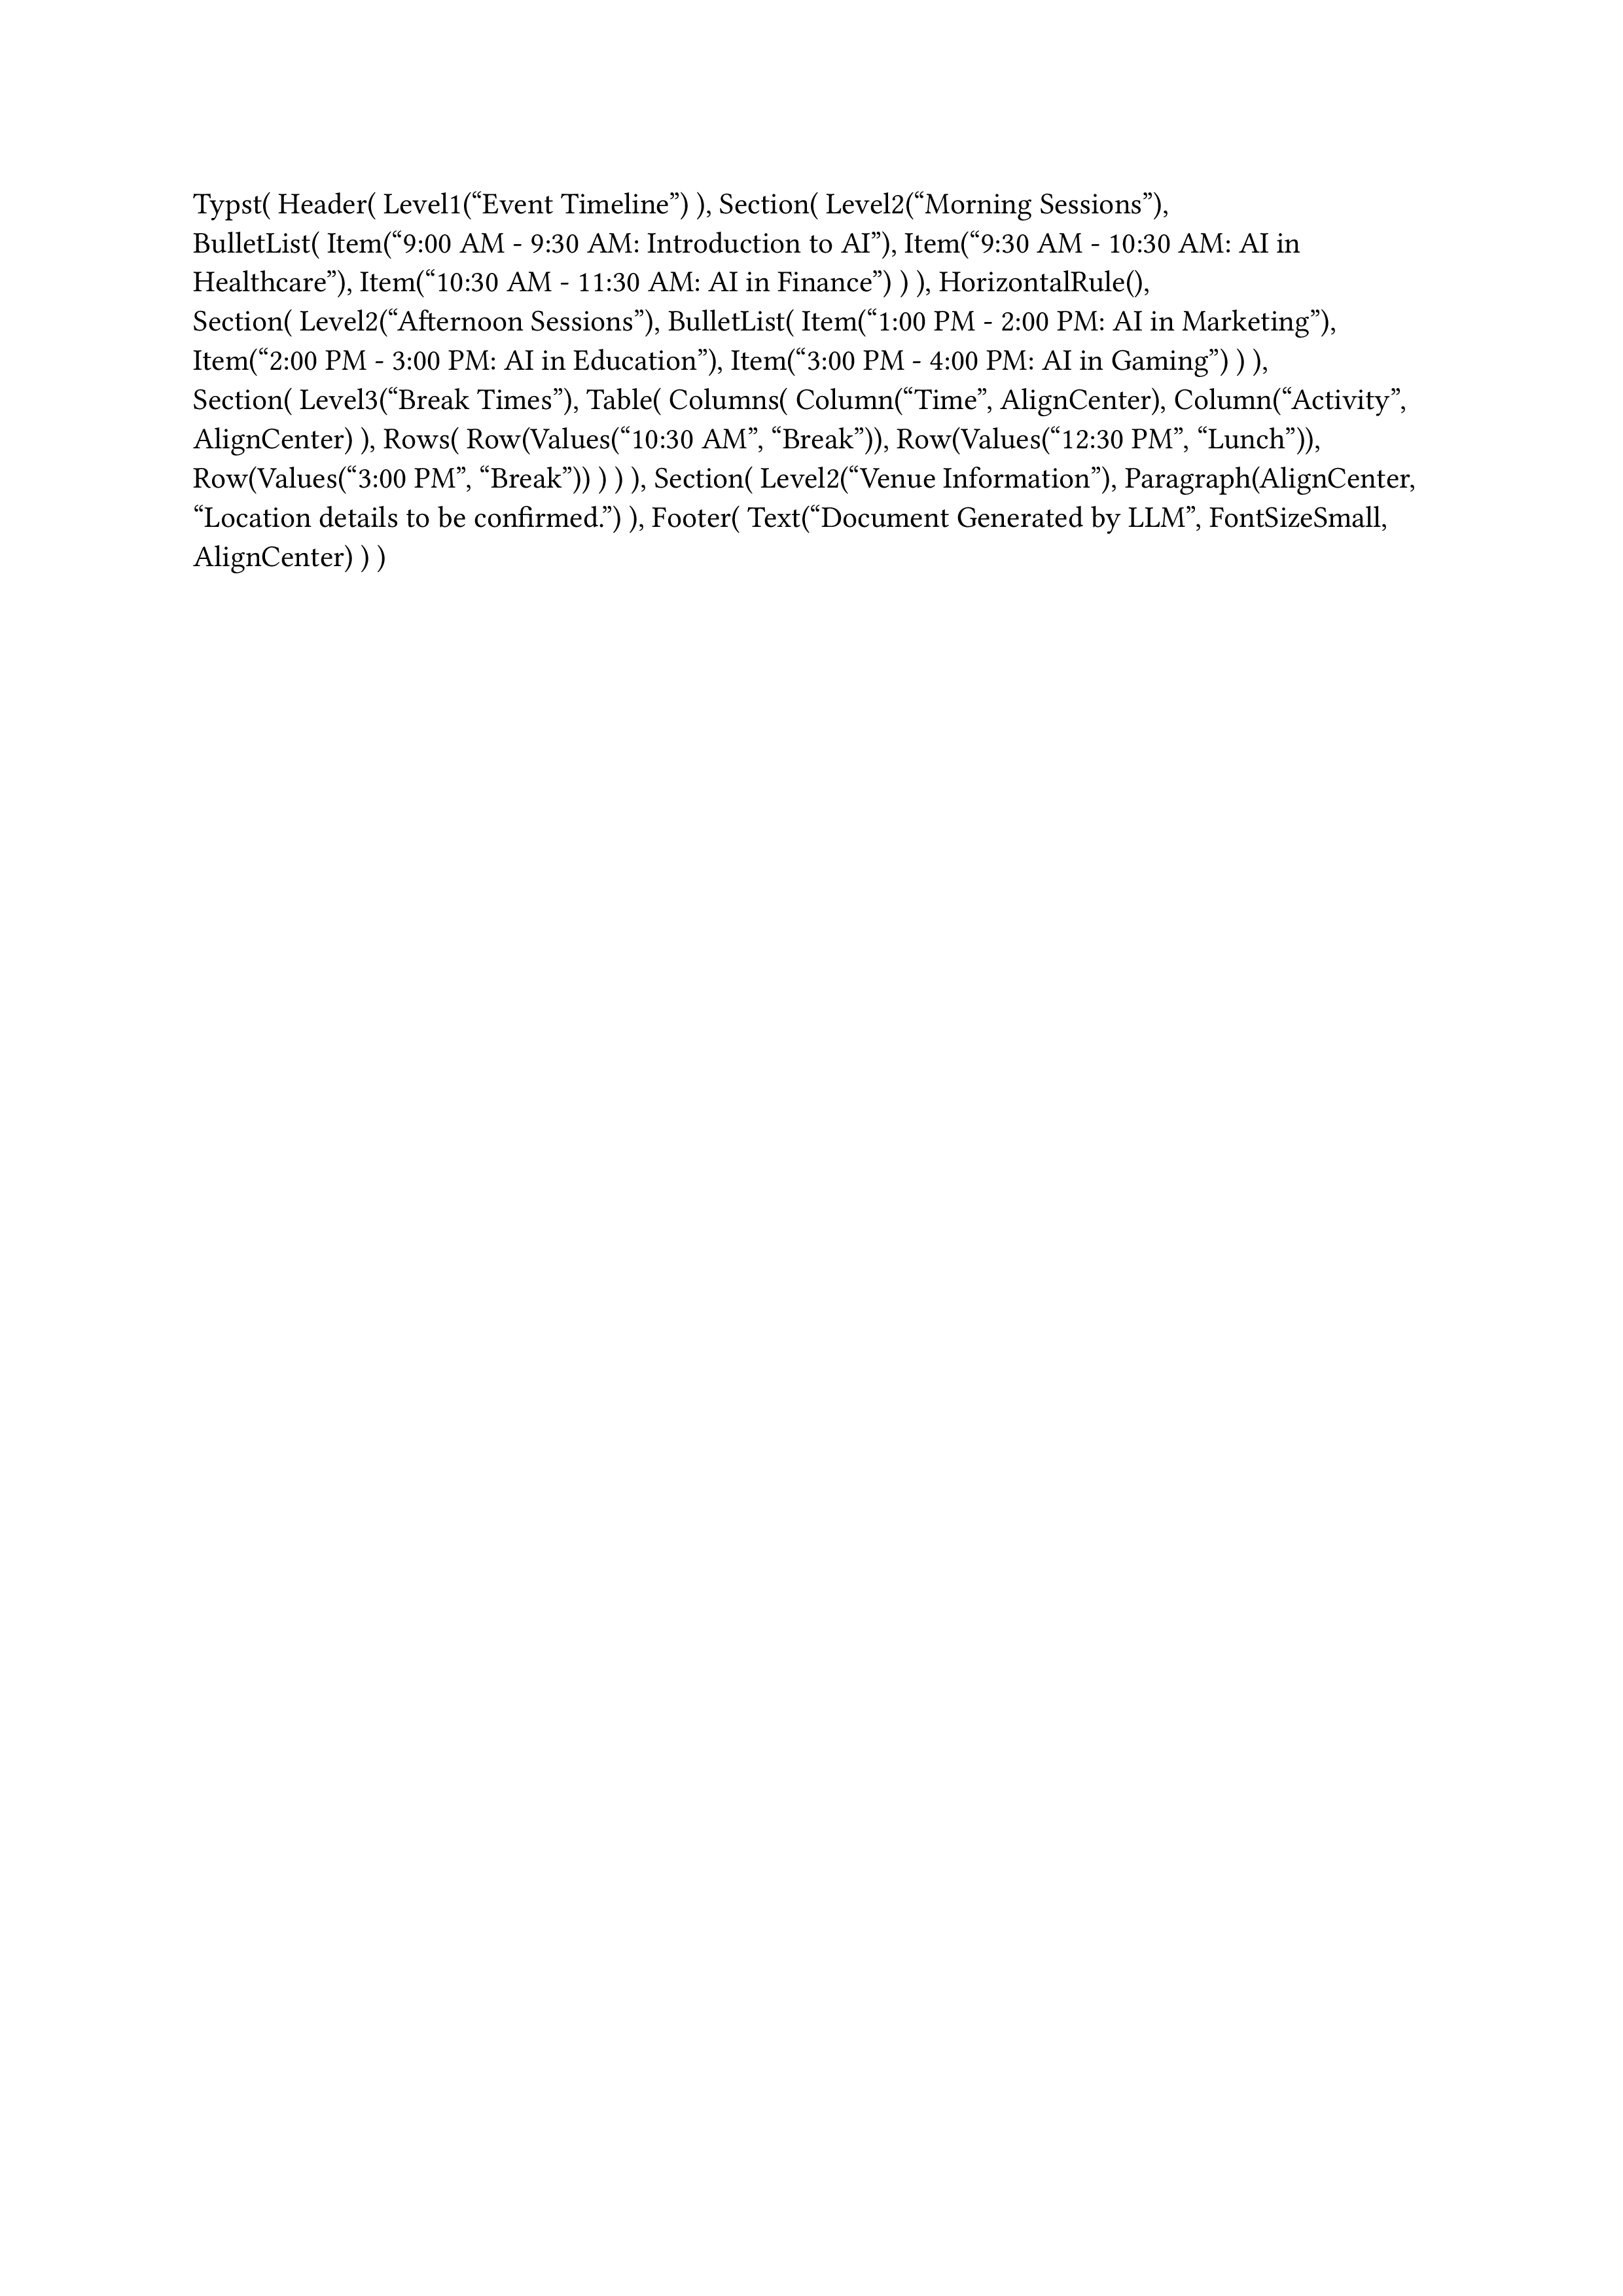 Typst( Header( Level1(“Event Timeline”) ), Section( Level2(“Morning Sessions”),
BulletList( Item(“9:00 AM - 9:30 AM: Introduction to AI”), Item(“9:30 AM - 10:30 AM: AI in
Healthcare”), Item(“10:30 AM - 11:30 AM: AI in Finance”) ) ), HorizontalRule(),
Section( Level2(“Afternoon Sessions”), BulletList( Item(“1:00 PM - 2:00 PM: AI in Marketing”),
Item(“2:00 PM - 3:00 PM: AI in Education”), Item(“3:00 PM - 4:00 PM: AI in Gaming”) ) ),
Section( Level3(“Break Times”), Table( Columns( Column(“Time”, AlignCenter), Column(“Activity”,
AlignCenter) ), Rows( Row(Values(“10:30 AM”, “Break”)), Row(Values(“12:30 PM”, “Lunch”)),
Row(Values(“3:00 PM”, “Break”)) ) ) ), Section( Level2(“Venue Information”), Paragraph(AlignCenter,
“Location details to be confirmed.”) ), Footer( Text(“Document Generated by LLM”, FontSizeSmall,
AlignCenter) ) )